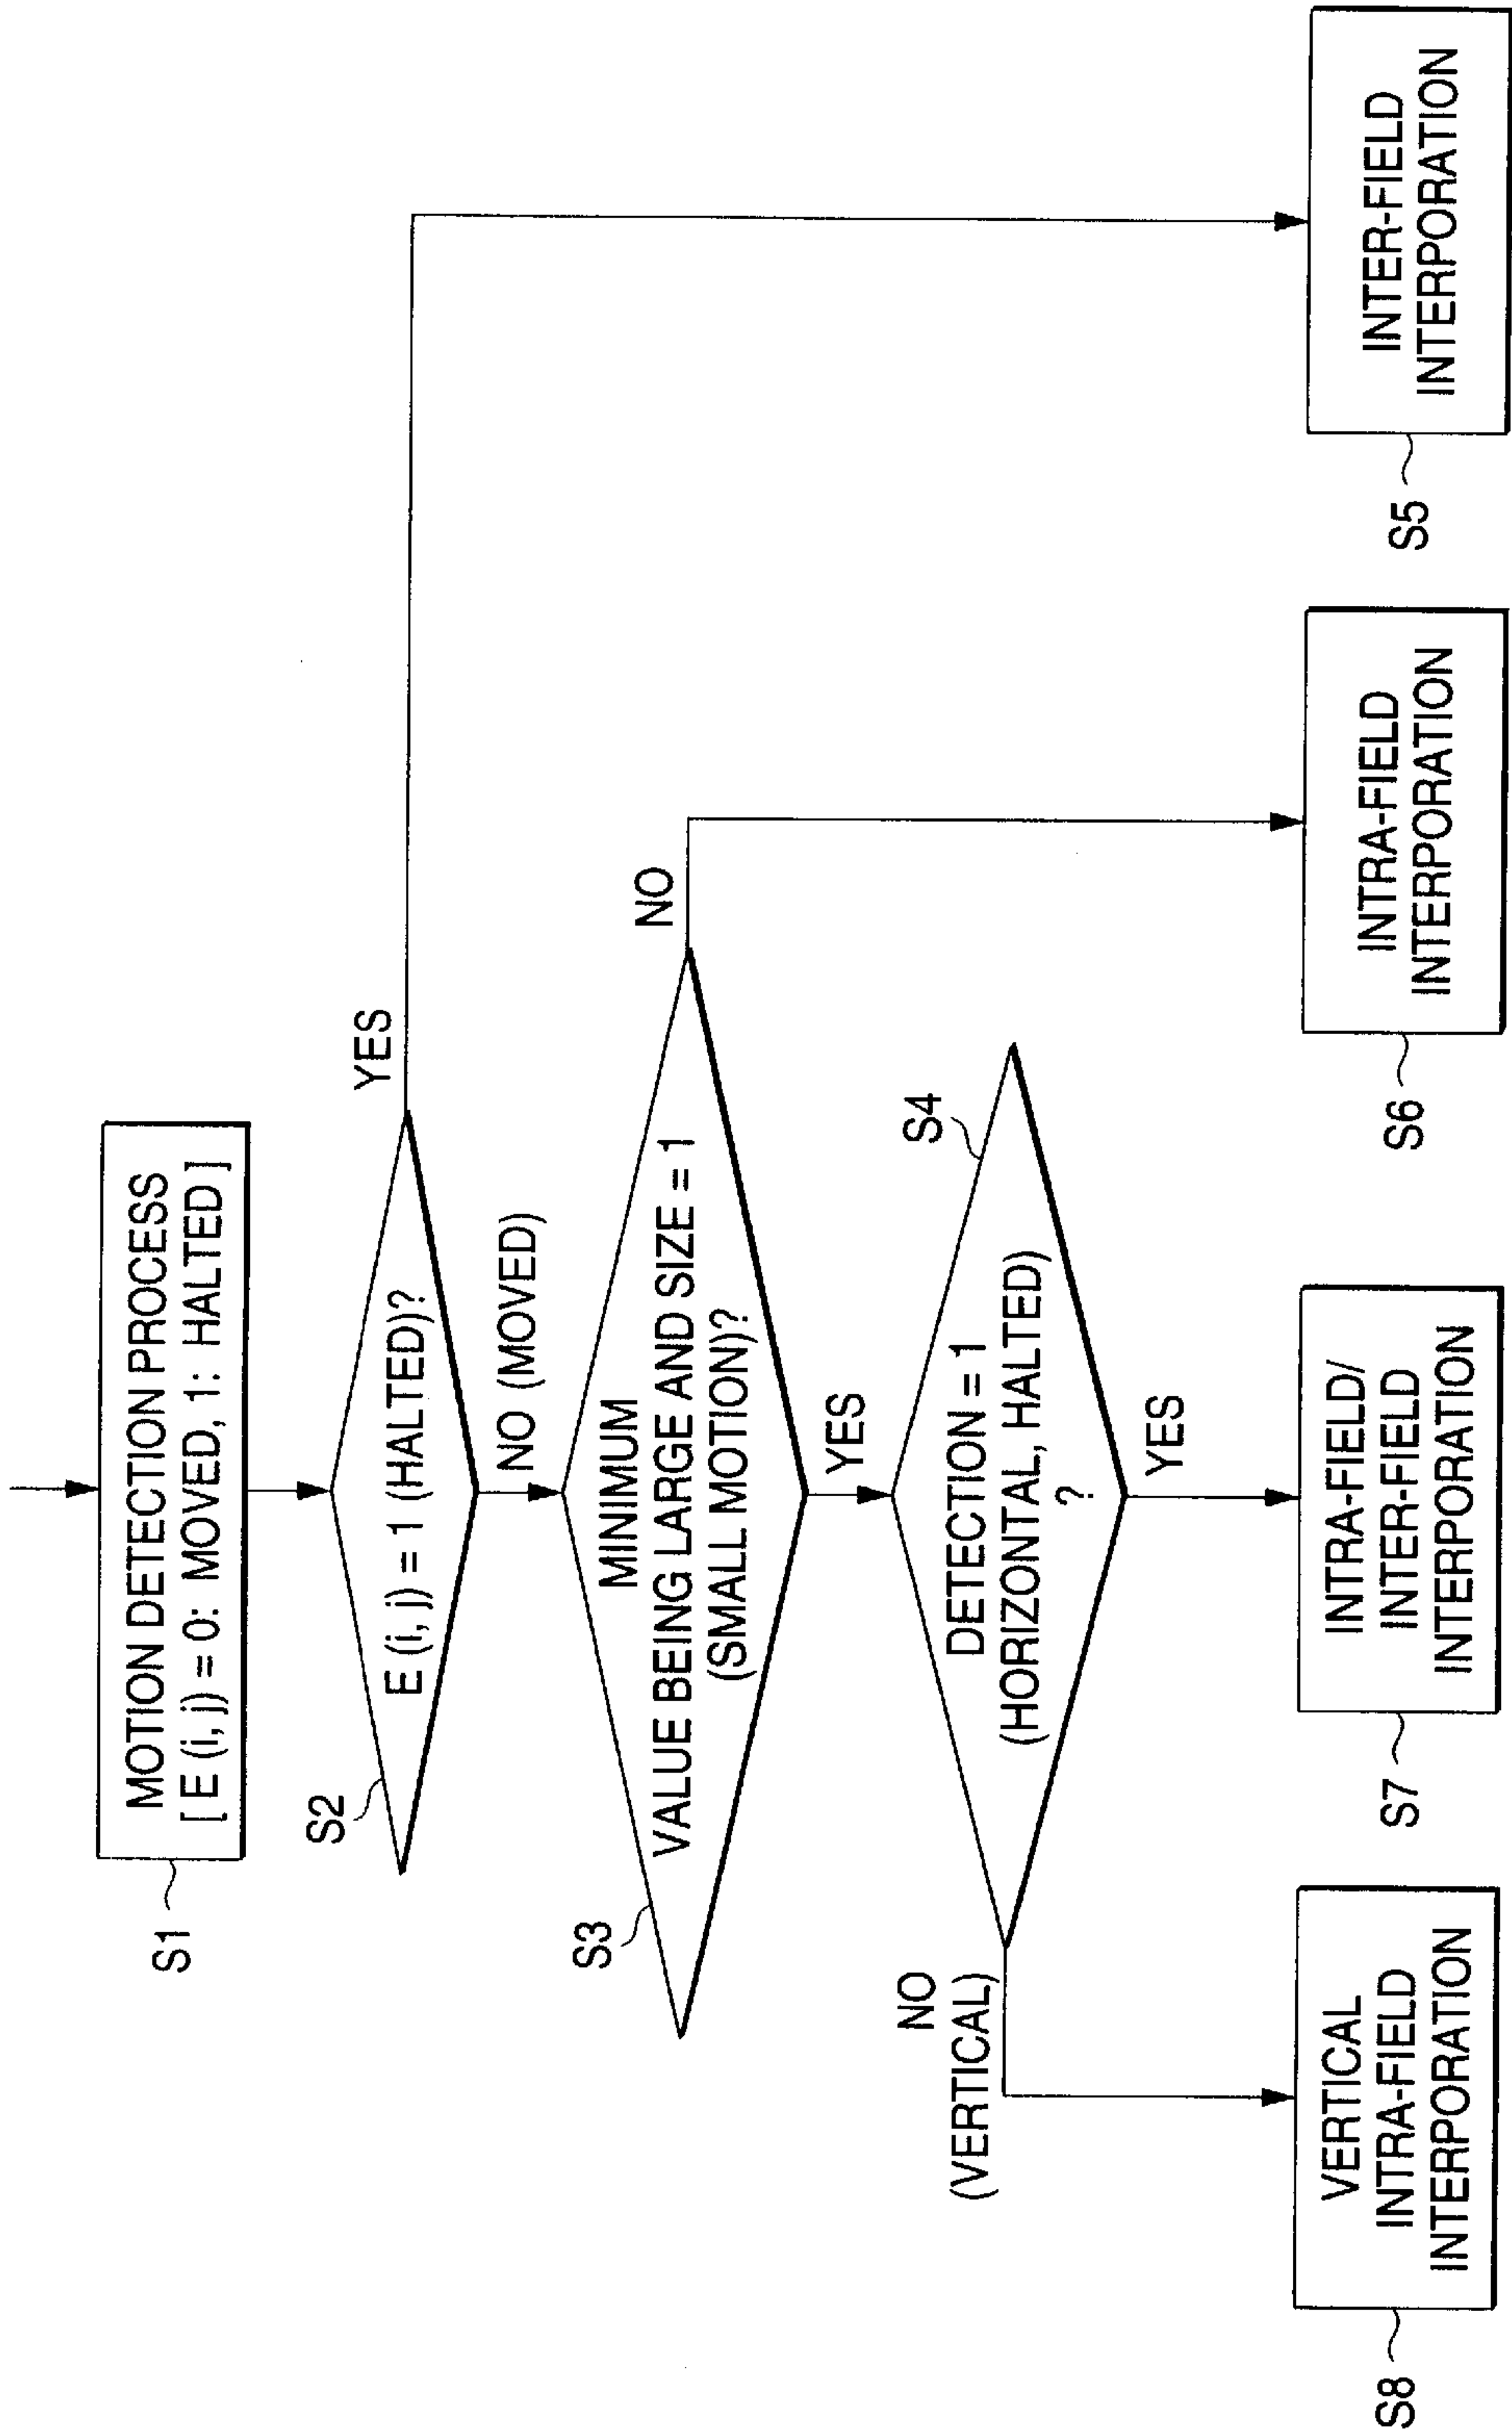 S1
MOTION DETECTION PROCESS
[ E (i, j) = 0: MOVED, 1: HALTED ]
S2
E (i, j) = 1 (HALTED)?
YES
NO (MOVED)
S3
MINIMUM
VALUE BEING LARGE AND SIZE = 1
(SMALL MOTION)?
NO
YES
S4
DETECTION = 1
(HORIZONTAL, HALTED)
?
NO
(VERTICAL)
YES
S8
VERTICAL
INTRA-FIELD
INTERPORATION
S7
INTRA-FIELD/
INTER-FIELD
INTERPORATION
S6
INTRA-FIELD
INTERPORATION
S5
INTER-FIELD
INTERPORATION